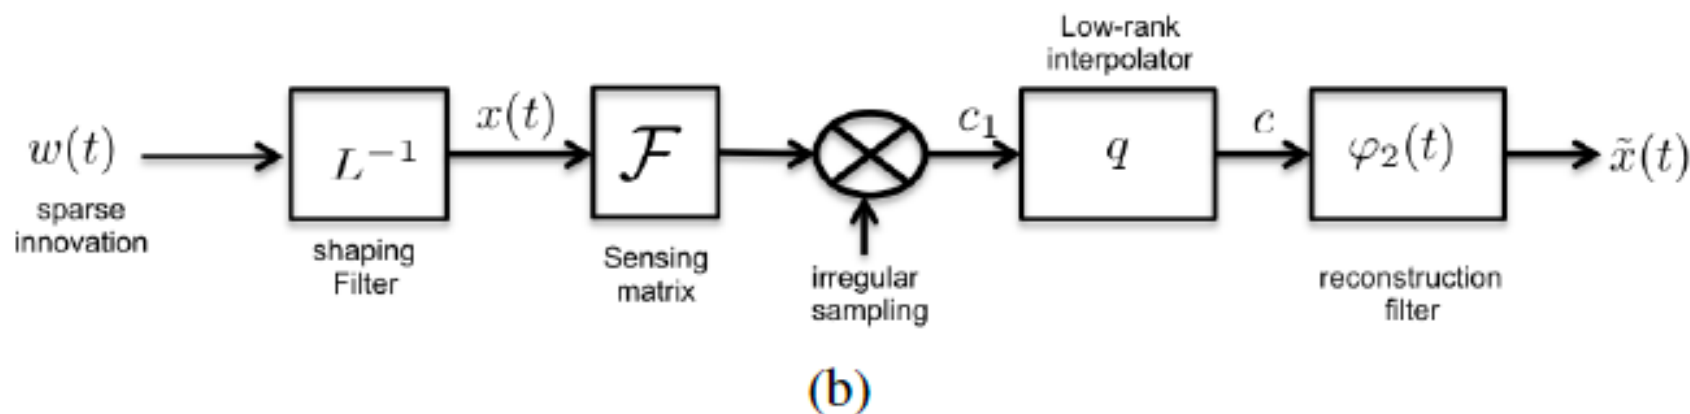 Low-rank
interpolator
w(t)
L⁻¹
x(t)
ℱ
c₁
q
c
φ₂(t)
x̃(t)
sparse
innovation
shaping
Filter
Sensing
matrix
irregular
sampling
reconstruction
filter
(b)